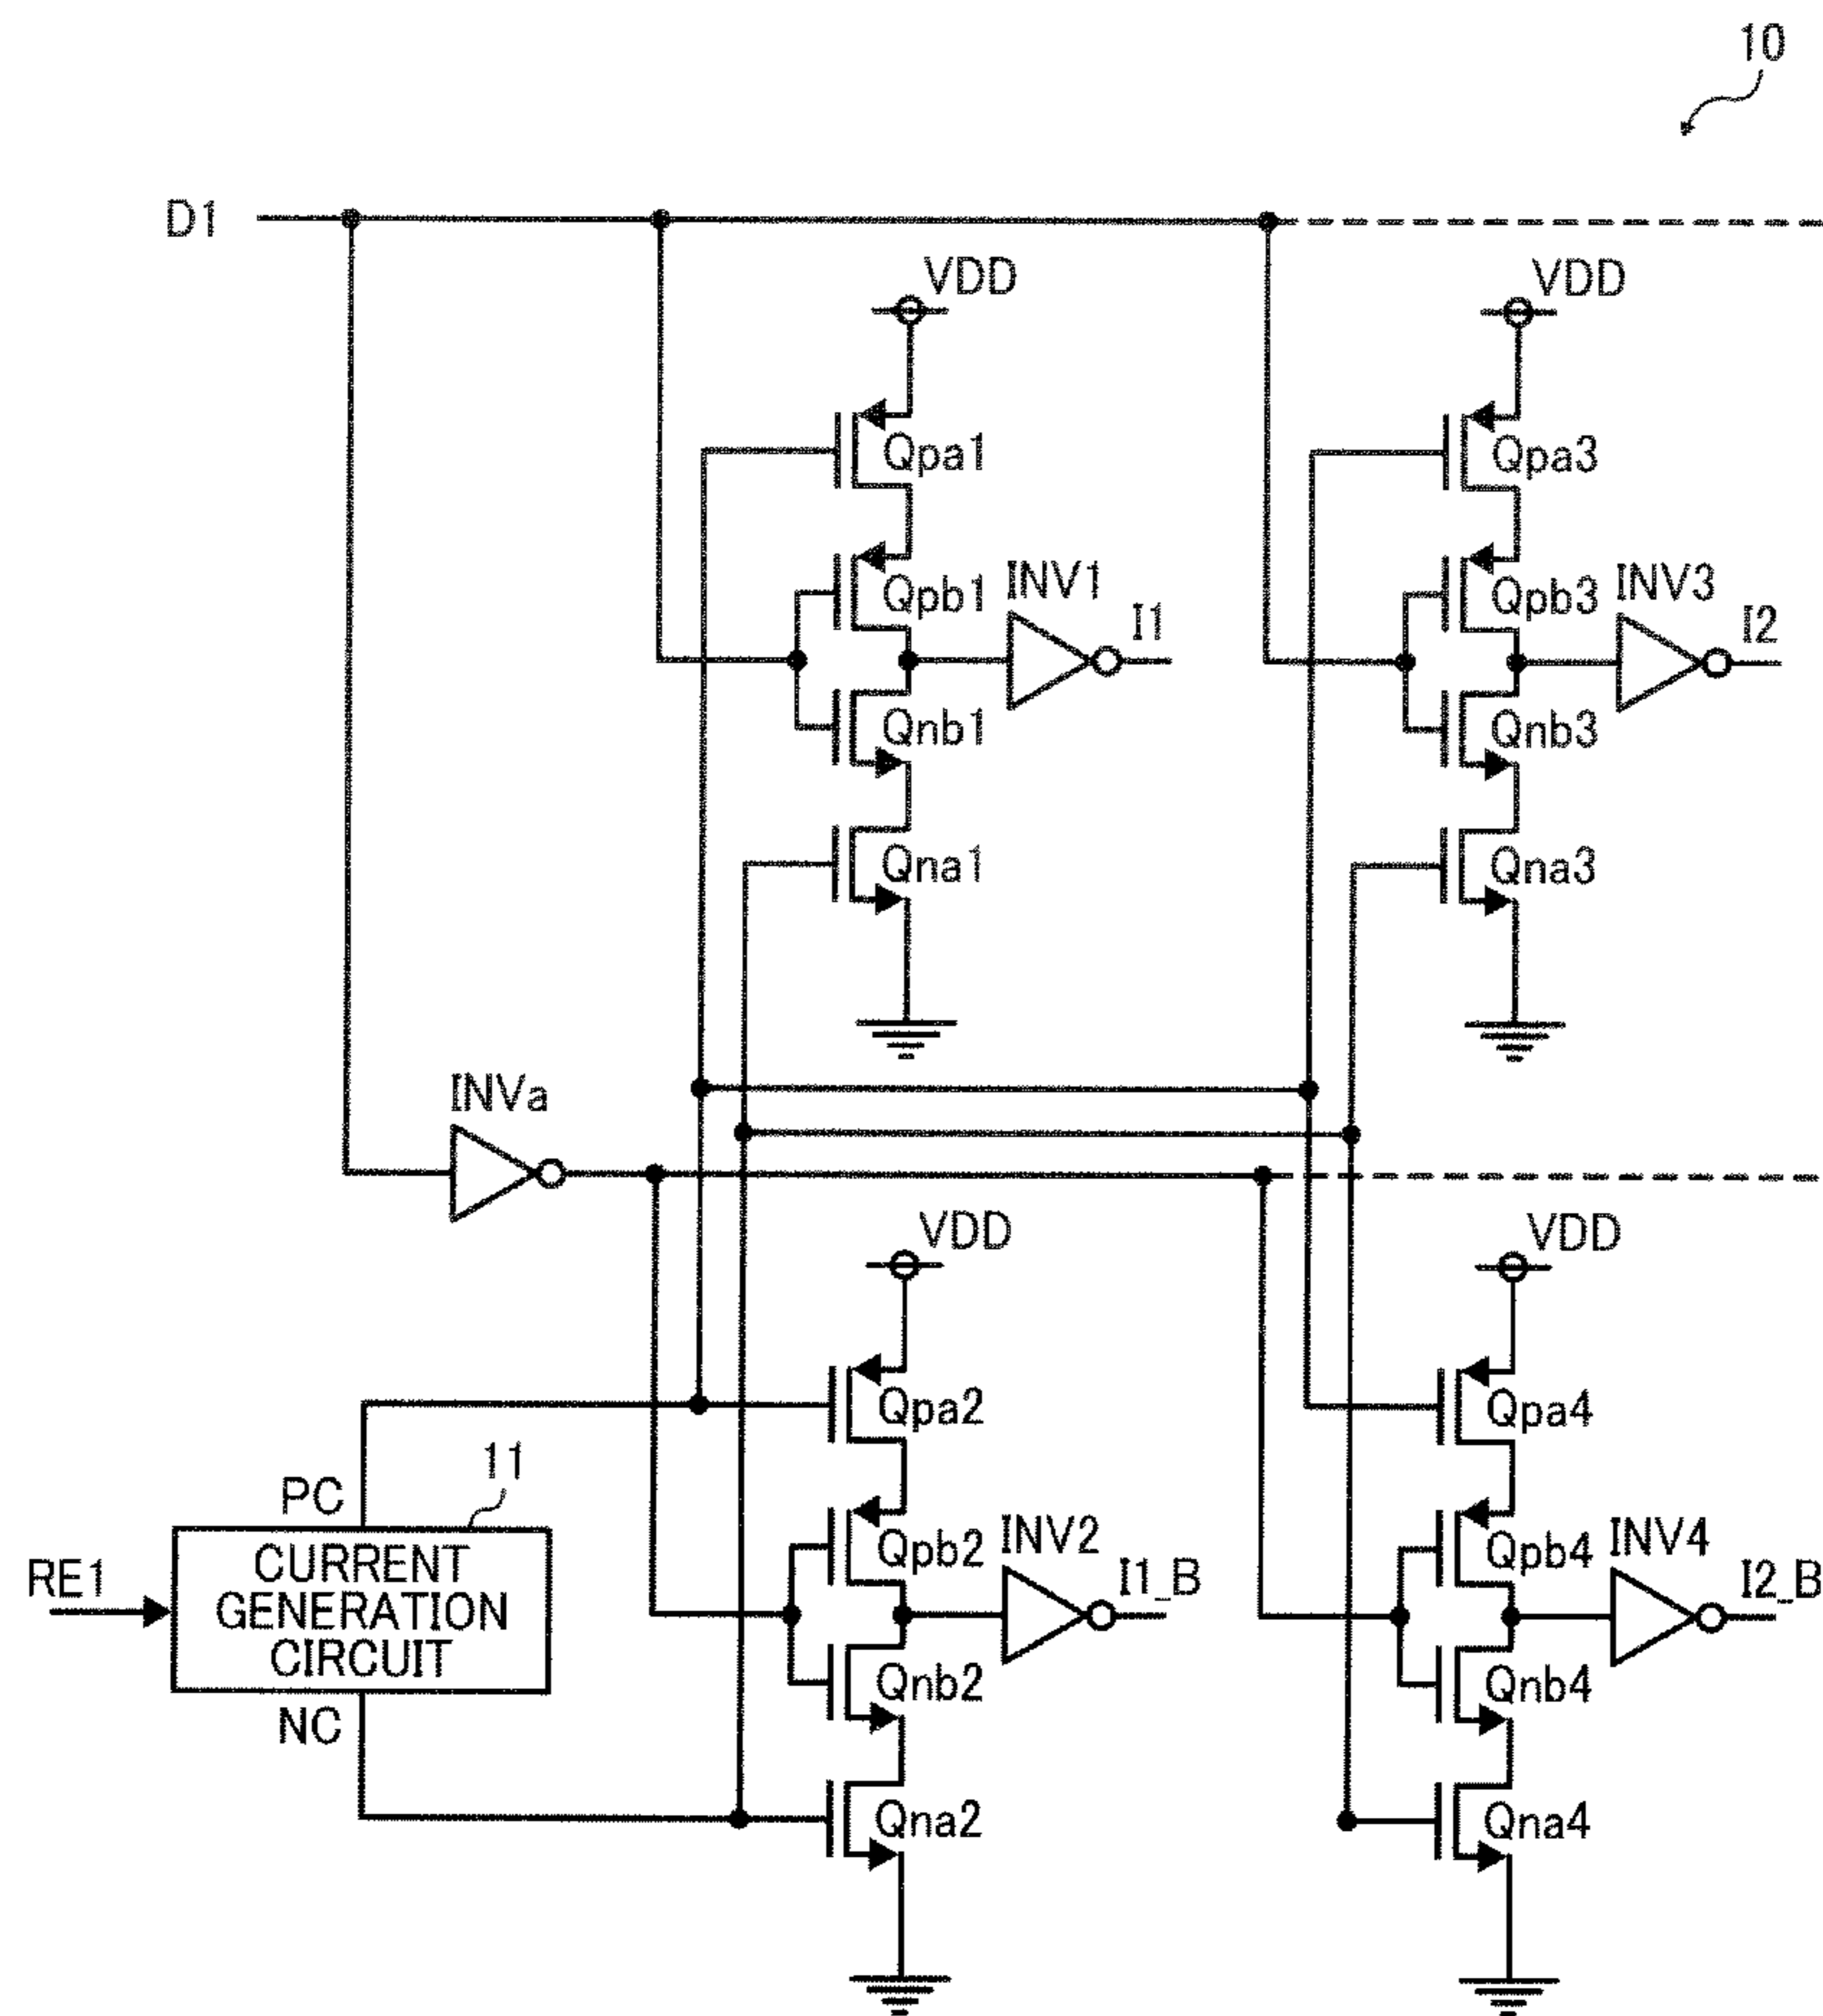 10
D1
VDD
VDD
Qpa1
Qpa3
Qpb1
INV1
I1
Qpb3
INV3
I2
Qnb1
Qnb3
Qna1
Qna3
INVa
VDD
VDD
Qpa2
Qpa4
PC
11
RE1
CURRENT
GENERATION
CIRCUIT
Qpb2
INV2
I1_B
Qpb4
INV4
I2_B
NC
Qnb2
Qnb4
Qna2
Qna4